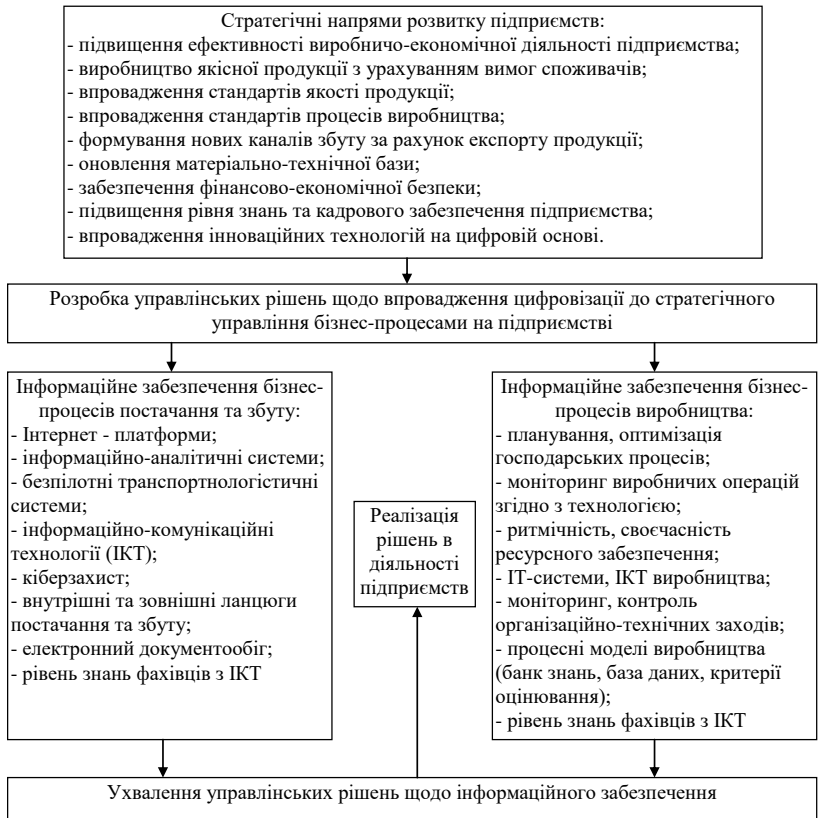 Стратегічні напрями розвитку підприємств:
- підвищення ефективності виробничо-економічної діяльності підприємства;
- виробництво якісної продукції з урахуванням вимог споживачів;
- впровадження стандартів якості продукції;
- впровадження стандартів процесів виробництва;
- формування нових каналів збуту за рахунок експорту продукції;
- оновлення матеріально-технічної бази;
- забезпечення фінансово-економічної безпеки;
- підвищення рівня знань та кадрового забезпечення підприємства;
- впровадження інноваційних технологій на цифровій основі.
Розробка управлінських рішень щодо впровадження цифровізації до стратегічного
управління бізнес-процесами на підприємстві
Інформаційне забезпечення бізнес-
процесів постачання та збуту:
- Інтернет - платформи;
- інформаційно-аналітичні системи;
- безпілотні транспортнологістичні
системи;
- інформаційно-комунікаційні
технології (ІКТ);
- кіберзахист;
- внутрішні та зовнішні ланцюги
постачання та збуту;
- електронний документообіг;
- рівень знань фахівців з ІКТ
Реалізація
рішень в
діяльності
підприємств
Інформаційне забезпечення бізнес-
процесів виробництва:
- планування, оптимізація
господарських процесів;
- моніторинг виробничих операцій
згідно з технологією;
- ритмічність, своєчасність
ресурсного забезпечення;
- ІТ-системи, ІКТ виробництва;
- моніторинг, контроль
організаційно-технічних заходів;
- процесні моделі виробництва
(банк знань, база даних, критерії
оцінювання);
- рівень знань фахівців з ІКТ
Ухвалення управлінських рішень щодо інформаційного забезпечення